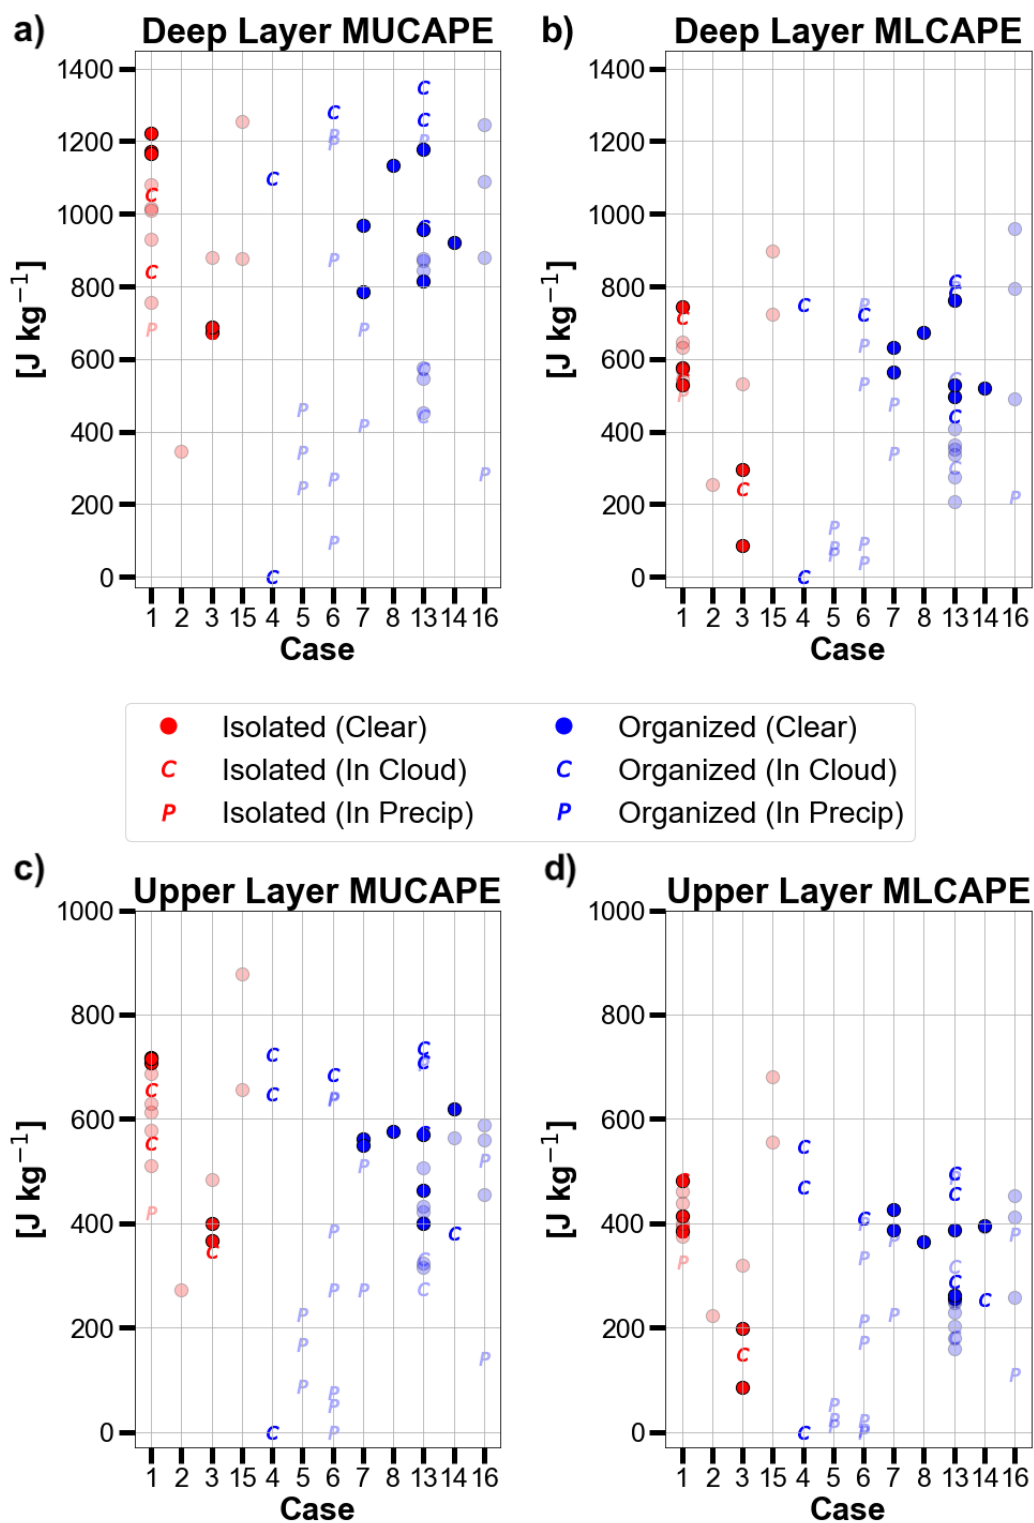 a) Deep Layer MUCAPE
1400
1200
1000
800
600
400
200
0
[J kg⁻¹]
1 2 3 15 4 5 6 7 8 13 14 16
Case
b) Deep Layer MLCAPE
1400
1200
1000
800
600
400
200
0
[J kg⁻¹]
1 2 3 15 4 5 6 7 8 13 14 16
Case
Isolated (Clear)
C Isolated (In Cloud)
P Isolated (In Precip)
Organized (Clear)
C Organized (In Cloud)
P Organized (In Precip)
c) Upper Layer MUCAPE
1000
800
600
400
200
0
[J kg⁻¹]
1 2 3 15 4 5 6 7 8 13 14 16
Case
d) Upper Layer MLCAPE
1000
800
600
400
200
0
[J kg⁻¹]
1 2 3 15 4 5 6 7 8 13 14 16
Case